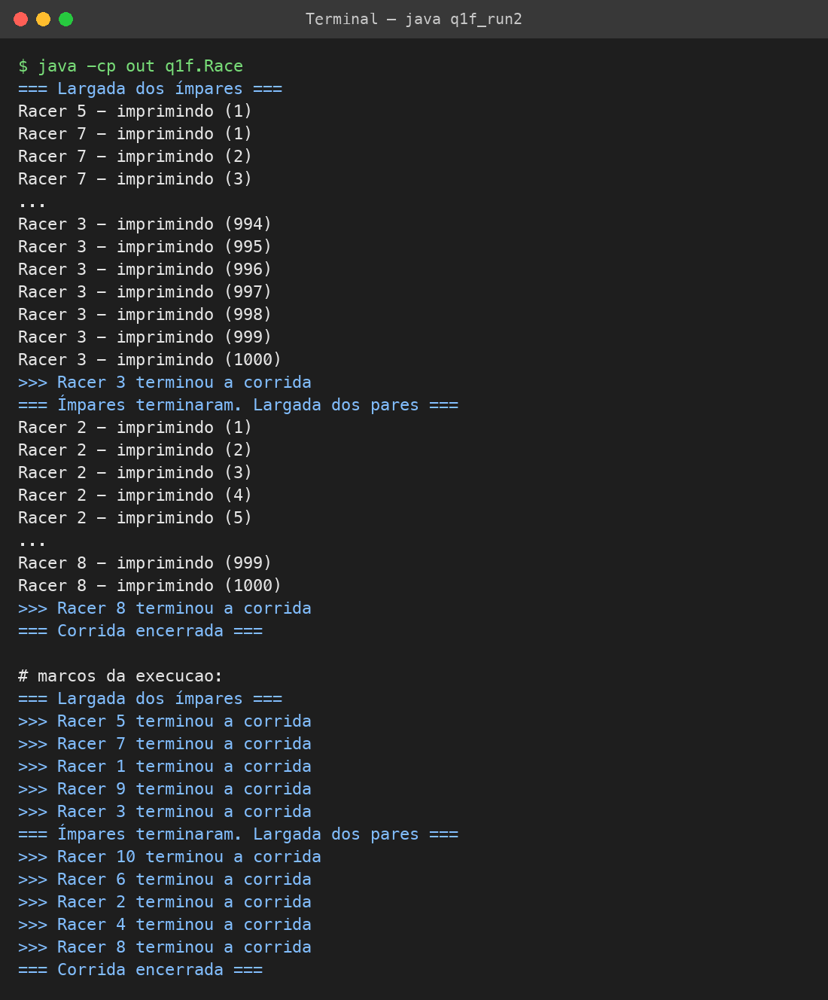 Terminal — java q1f_run2
$ java -cp out q1f.Race
=== Largada dos ímpares ===
Racer 5 - imprimindo (1)
Racer 7 - imprimindo (1)
Racer 7 - imprimindo (2)
Racer 7 - imprimindo (3)
...
Racer 3 - imprimindo (994)
Racer 3 - imprimindo (995)
Racer 3 - imprimindo (996)
Racer 3 - imprimindo (997)
Racer 3 - imprimindo (998)
Racer 3 - imprimindo (999)
Racer 3 - imprimindo (1000)
>>> Racer 3 terminou a corrida
=== Ímpares terminaram. Largada dos pares ===
Racer 2 - imprimindo (1)
Racer 2 - imprimindo (2)
Racer 2 - imprimindo (3)
Racer 2 - imprimindo (4)
Racer 2 - imprimindo (5)
...
Racer 8 - imprimindo (999)
Racer 8 - imprimindo (1000)
>>> Racer 8 terminou a corrida
=== Corrida encerrada ===
# marcos da execucao:
=== Largada dos ímpares ===
>>> Racer 5 terminou a corrida
>>> Racer 7 terminou a corrida
>>> Racer 1 terminou a corrida
>>> Racer 9 terminou a corrida
>>> Racer 3 terminou a corrida
=== Ímpares terminaram. Largada dos pares ===
>>> Racer 10 terminou a corrida
>>> Racer 6 terminou a corrida
>>> Racer 2 terminou a corrida
>>> Racer 4 terminou a corrida
>>> Racer 8 terminou a corrida
=== Corrida encerrada ===